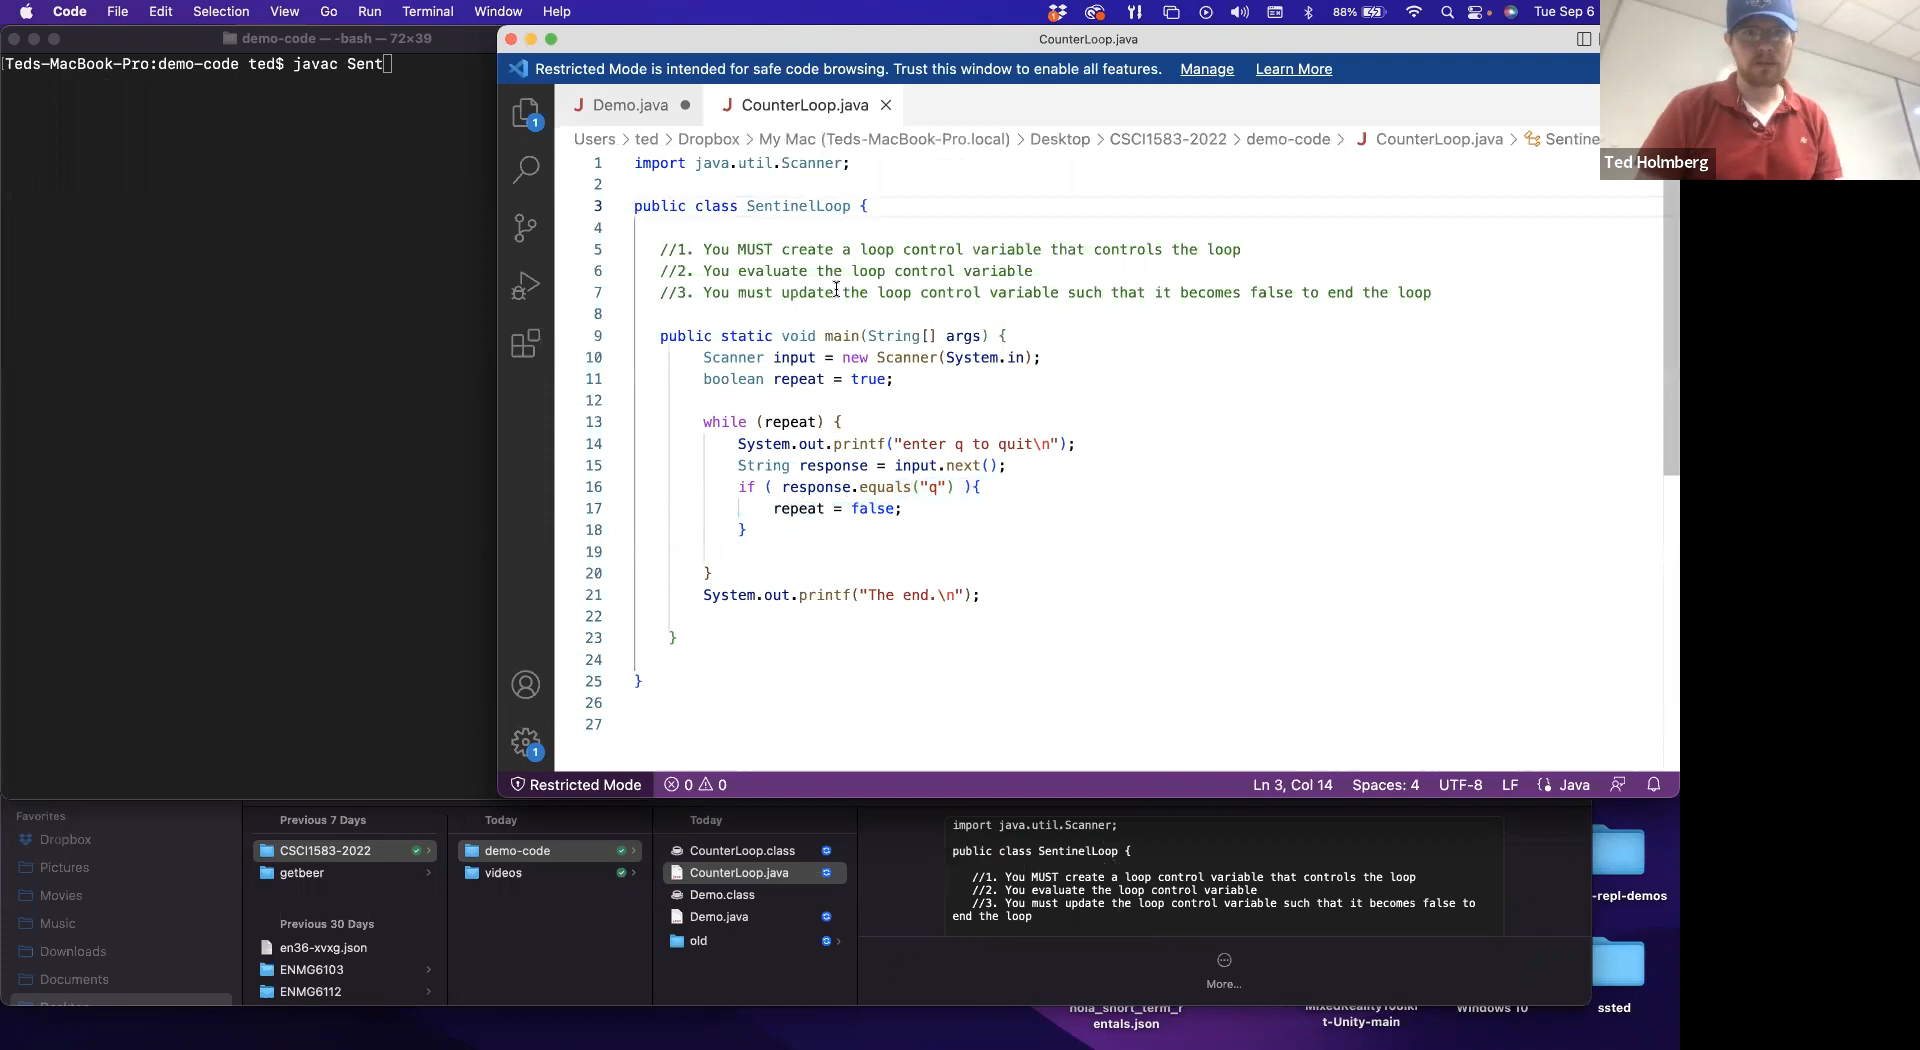 Code File Edit Selection View Go Run Terminal Window Help
88% Tue Sep 6
demo-code — -bash — 72×39
Teds-MacBook-Pro:demo-code ted$ javac Sent
CounterLoop.java
Restricted Mode is intended for safe code browsing. Trust this window to enable all features. Manage Learn More
J Demo.java ● J CounterLoop.java ×
Users > ted > Dropbox > My Mac (Teds-MacBook-Pro.local) > Desktop > CSCI1583-2022 > demo-code > J CounterLoop.java > Sentine
1 import java.util.Scanner;
2
3 public class SentinelLoop {
4
5 //1. You MUST create a loop control variable that controls the loop
6 //2. You evaluate the loop control variable
7 //3. You must update the loop control variable such that it becomes false to end the loop
8
9 public static void main(String[] args) {
10 Scanner input = new Scanner(System.in);
11 boolean repeat = true;
12
13 while (repeat) {
14 System.out.printf("enter q to quit\n");
15 String response = input.next();
16 if ( response.equals("q") ){
17 repeat = false;
18 }
19
20 }
21 System.out.printf("The end.\n");
22
23 }
24
25 }
26
27
1
1
Restricted Mode 0 0 Ln 3, Col 14 Spaces: 4 UTF-8 LF {} Java
Ted Holmberg
Favorites
Dropbox
Pictures
Movies
Music
Downloads
Documents
Previous 7 Days
CSCI1583-2022
getbeer
Previous 30 Days
en36-xvxg.json
ENMG6103
ENMG6112
Today
demo-code
videos
Today
CounterLoop.class
CounterLoop.java
Demo.class
Demo.java
old
import java.util.Scanner;
public class SentinelLoop {
//1. You MUST create a loop control variable that controls the loop
//2. You evaluate the loop control variable
//3. You must update the loop control variable such that it becomes false to
end the loop
More...
-repl-demos
ssted
nola_short_term_r
entals.json
MixedRealityToolki
t-Unity-main
Windows 10